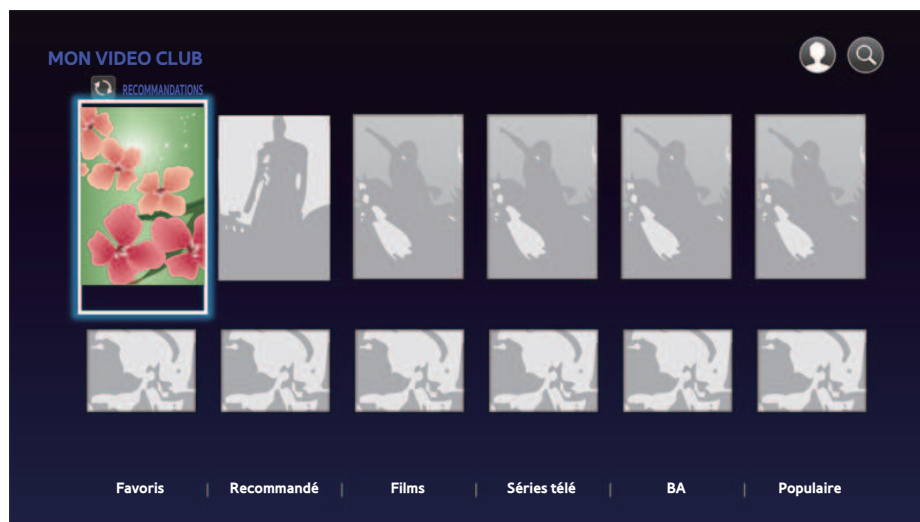 MON VIDEO CLUB
RECOMMANDATIONS
Favoris | Recommandé | Films | Séries télé | BA | Populaire